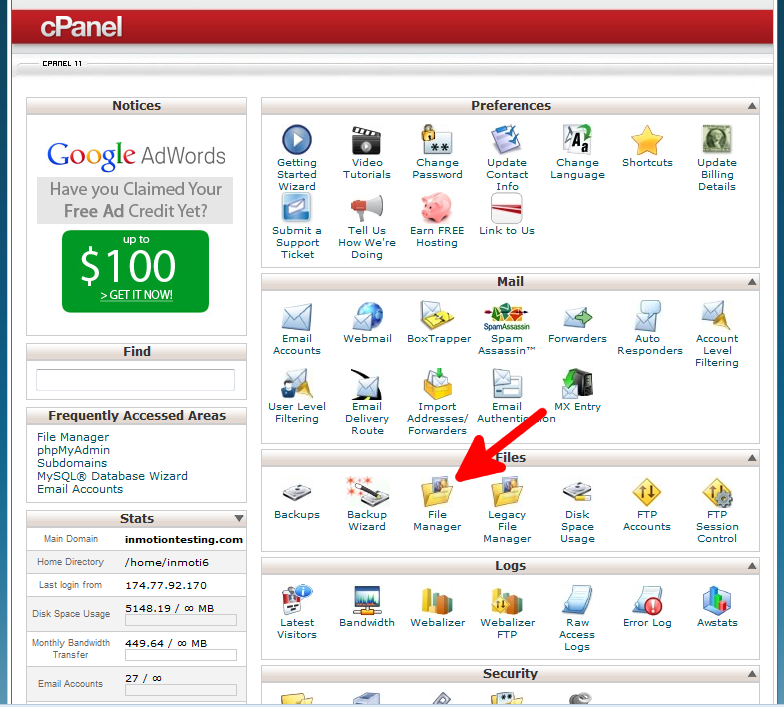 cPanel
CPANEL 11
Notices
Google AdWords
Have you Claimed Your
Free Ad Credit Yet?
up to
$100
> GET IT NOW!
Find
Frequently Accessed Areas
File Manager
phpMyAdmin
Subdomains
MySQL® Database Wizard
Email Accounts
Stats
Main Domain inmotiontesting.com
Home Directory /home/inmoti6
Last login from 174.77.92.170
Disk Space Usage 5148.19 / ∞ MB
Monthly Bandwidth
Transfer 449.64 / ∞ MB
Email Accounts 27 / ∞
Preferences
Getting
Started
Wizard
Video
Tutorials
Change
Password
Update
Contact
Info
Change
Language
Shortcuts
Update
Billing
Details
Submit a
Support
Ticket
Tell Us
How We're
Doing
Earn FREE
Hosting
Link to Us
Mail
Email
Accounts
Webmail
BoxTrapper
SpamAssassin
Spam
Assassin™
Forwarders
Auto
Responders
Account
Level
Filtering
User Level
Filtering
Email
Delivery
Route
Import
Addresses/
Forwarders
Email
Authentication
MX Entry
Files
Backups
Backup
Wizard
File
Manager
Legacy
File
Manager
Disk
Space
Usage
FTP
Accounts
FTP
Session
Control
Logs
Latest
Visitors
Bandwidth
Webalizer
Webalizer
FTP
Raw
Access
Logs
Error Log
Awstats
Security